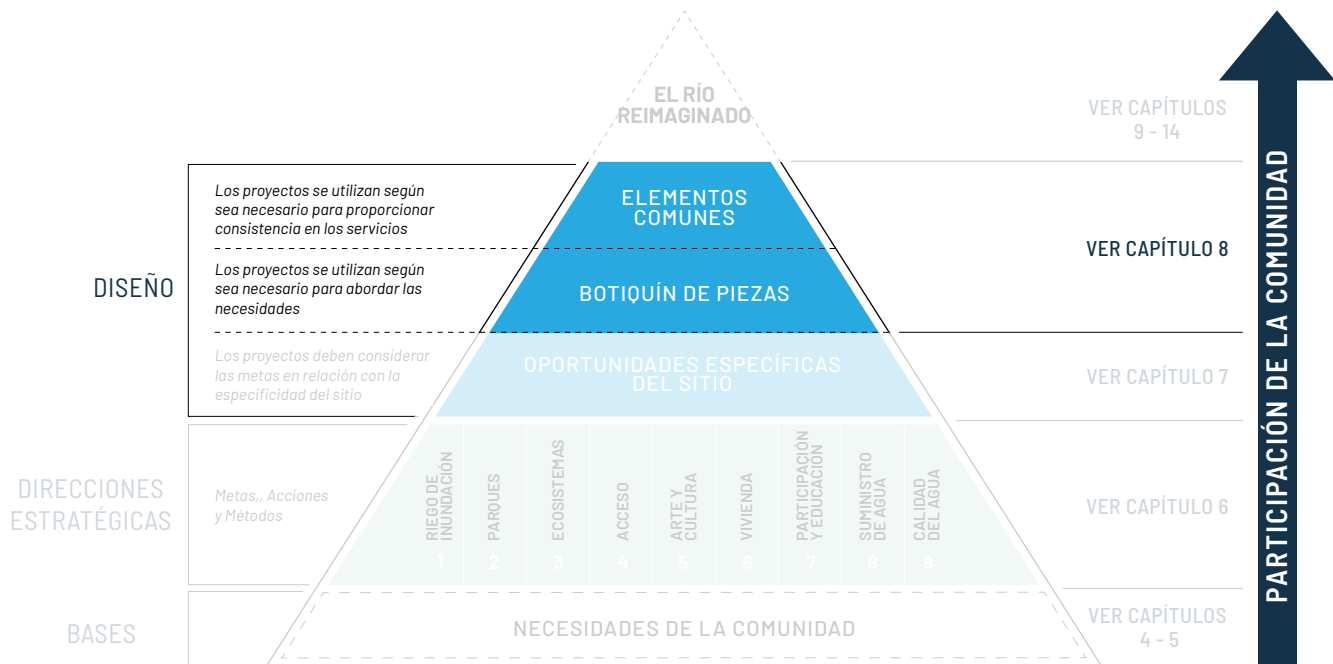 EL RÍO
REIMAGINADO
VER CAPÍTULOS
9 - 14
DISEÑO
Los proyectos se utilizan según
sea necesario para proporcionar
consistencia en los servicios
ELEMENTOS
COMUNES
Los proyectos se utilizan según
sea necesario para abordar las
necesidades
BOTIQUÍN DE PIEZAS
VER CAPÍTULO 8
Los proyectos deben considerar
las metas en relación con la
especificidad del sitio
OPORTUNIDADES ESPECÍFICAS
DEL SITIO
VER CAPÍTULO 7
DIRECCIONES
ESTRATÉGICAS
Metas,, Acciones
y Métodos
RIEGO DE
INUNDACIÓN
1
PARQUES
2
ECOSISTEMAS
3
ACCESO
4
ARTE Y
CULTURA
5
VIVIENDA
6
PARTICIPACIÓN
Y EDUCACIÓN
7
SUMINISTRO
DE AGUA
8
CALIDAD
DEL AGUA
9
VER CAPÍTULO 6
BASES
NECESIDADES DE LA COMUNIDAD
VER CAPÍTULOS
4 - 5
PARTICIPACIÓN DE LA COMUNIDAD